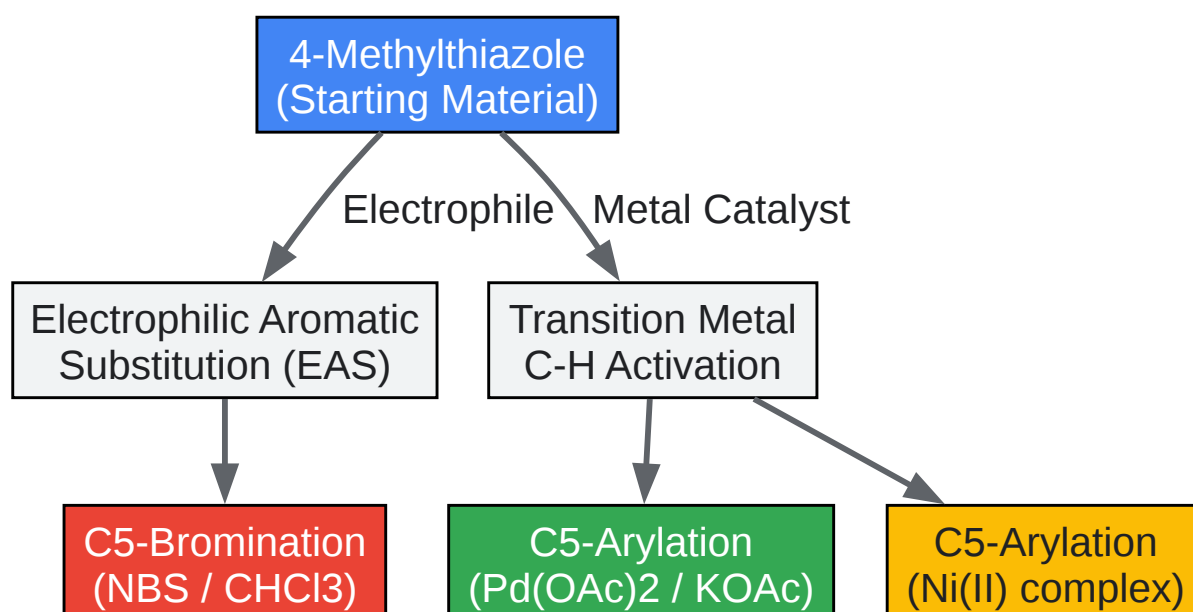 4-Methylthiazole
(Starting Material)
Electrophile
Metal Catalyst
Electrophilic Aromatic
Substitution (EAS)
Transition Metal
C-H Activation
C5-Bromination
(NBS / CHCl3)
C5-Arylation
(Pd(OAc)2 / KOAc)
C5-Arylation
(Ni(II) complex)